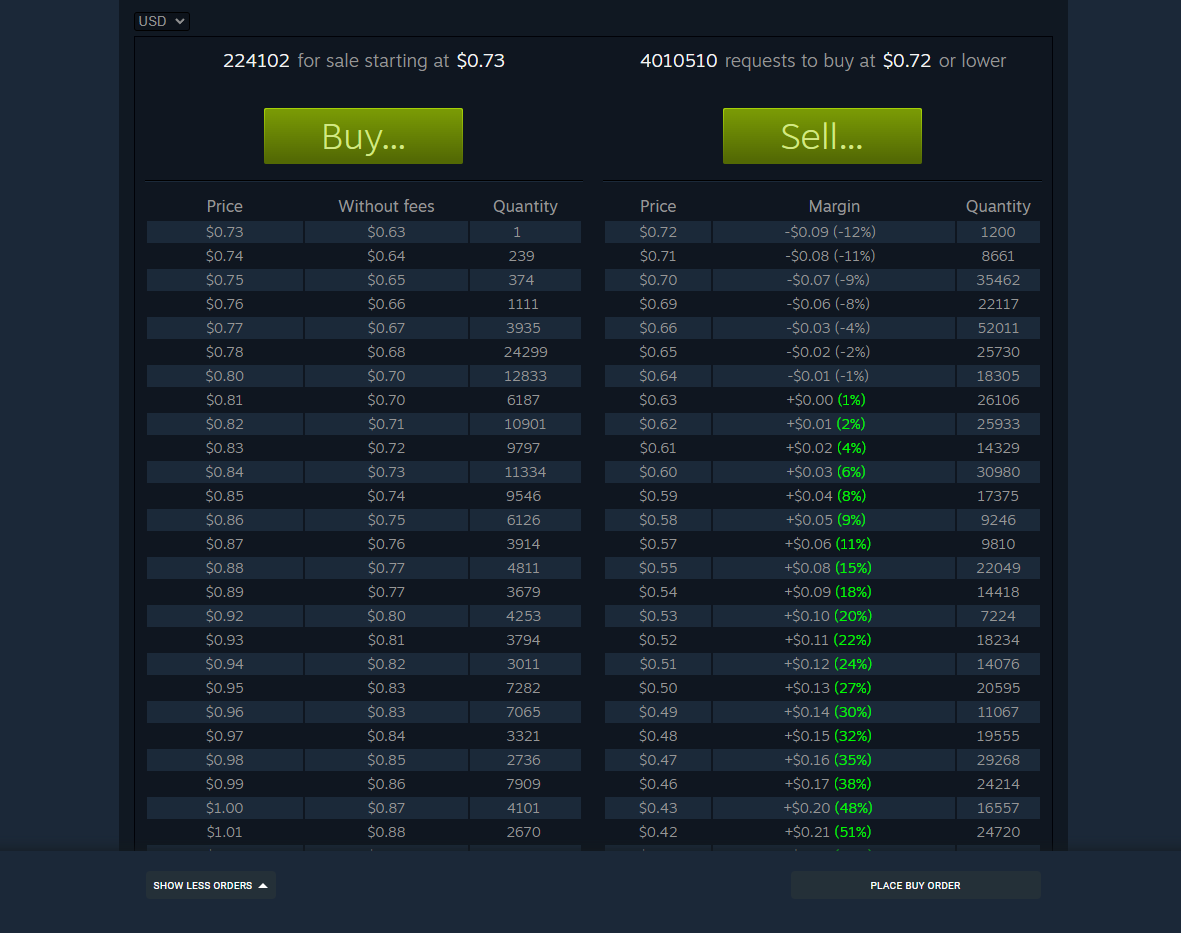 USD
224102 for sale starting at $0.73
4010510 requests to buy at $0.72 or lower
Buy...
Sell...
Price Without fees Quantity
$0.73 $0.63 1
$0.74 $0.64 239
$0.75 $0.65 374
$0.76 $0.66 1111
$0.77 $0.67 3935
$0.78 $0.68 24299
$0.80 $0.70 12833
$0.81 $0.70 6187
$0.82 $0.71 10901
$0.83 $0.72 9797
$0.84 $0.73 11334
$0.85 $0.74 9546
$0.86 $0.75 6126
$0.87 $0.76 3914
$0.88 $0.77 4811
$0.89 $0.77 3679
$0.92 $0.80 4253
$0.93 $0.81 3794
$0.94 $0.82 3011
$0.95 $0.83 7282
$0.96 $0.83 7065
$0.97 $0.84 3321
$0.98 $0.85 2736
$0.99 $0.86 7909
$1.00 $0.87 4101
$1.01 $0.88 2670
Price Margin Quantity
$0.72 -$0.09 (-12%) 1200
$0.71 -$0.08 (-11%) 8661
$0.70 -$0.07 (-9%) 35462
$0.69 -$0.06 (-8%) 22117
$0.66 -$0.03 (-4%) 52011
$0.65 -$0.02 (-2%) 25730
$0.64 -$0.01 (-1%) 18305
$0.63 +$0.00 (1%) 26106
$0.62 +$0.01 (2%) 25933
$0.61 +$0.02 (4%) 14329
$0.60 +$0.03 (6%) 30980
$0.59 +$0.04 (8%) 17375
$0.58 +$0.05 (9%) 9246
$0.57 +$0.06 (11%) 9810
$0.55 +$0.08 (15%) 22049
$0.54 +$0.09 (18%) 14418
$0.53 +$0.10 (20%) 7224
$0.52 +$0.11 (22%) 18234
$0.51 +$0.12 (24%) 14076
$0.50 +$0.13 (27%) 20595
$0.49 +$0.14 (30%) 11067
$0.48 +$0.15 (32%) 19555
$0.47 +$0.16 (35%) 29268
$0.46 +$0.17 (38%) 24214
$0.43 +$0.20 (48%) 16557
$0.42 +$0.21 (51%) 24720
SHOW LESS ORDERS
PLACE BUY ORDER